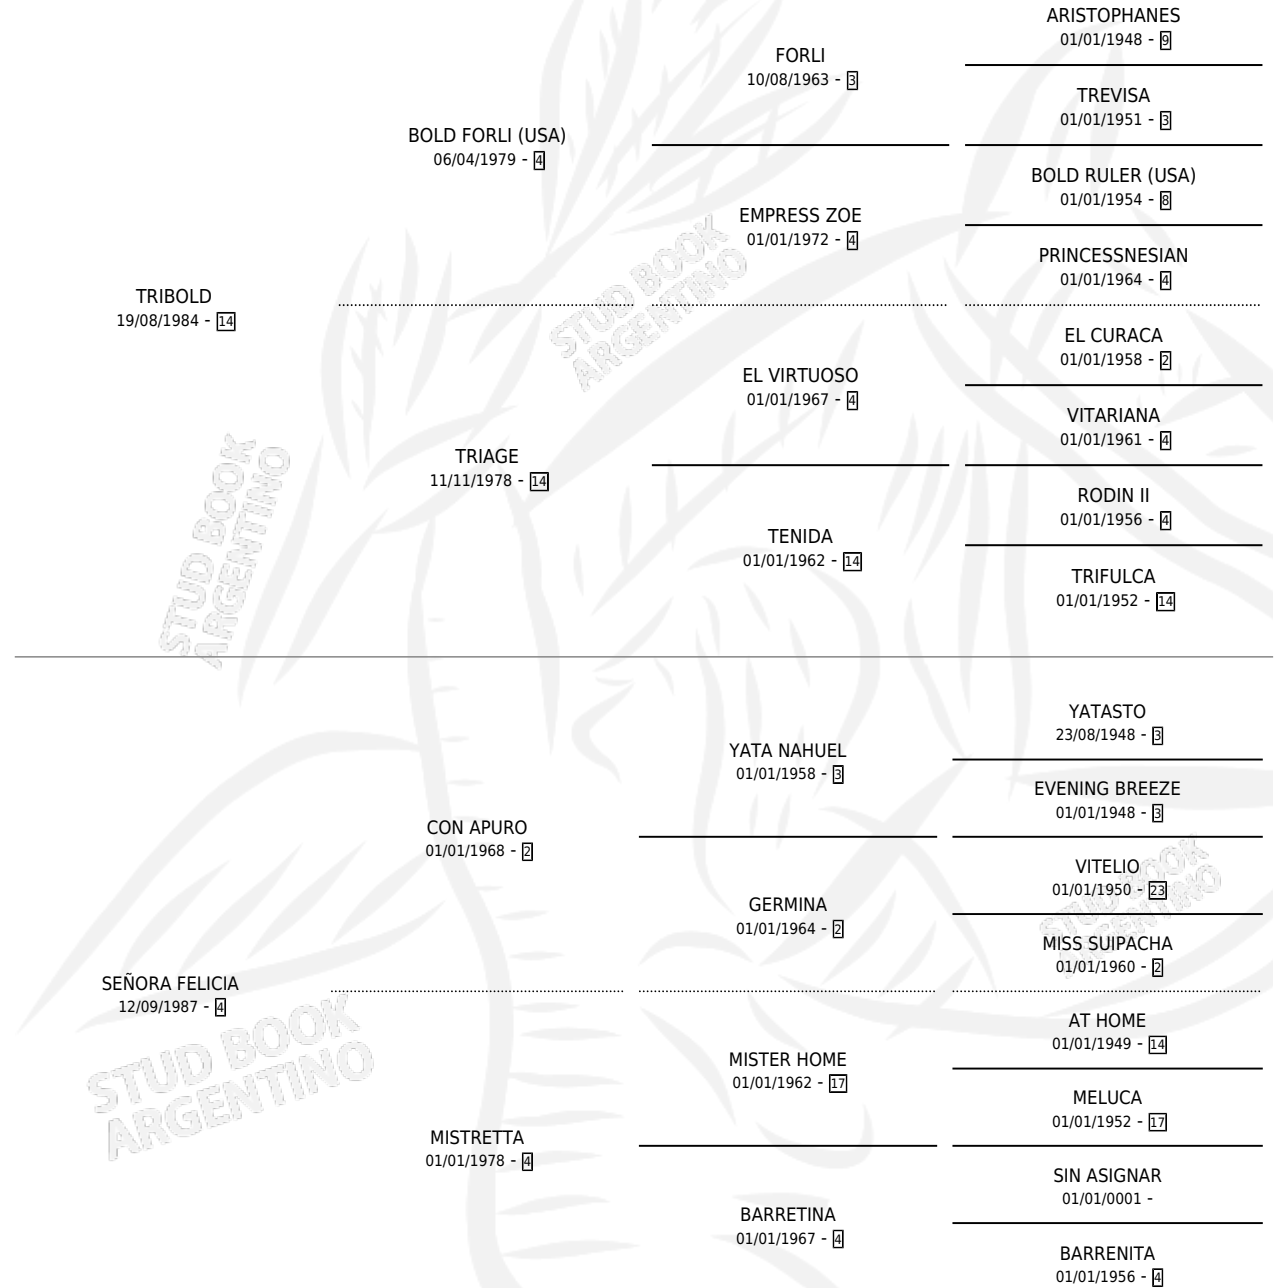 ARISTOPHANES
01/01/1948 - 9
FORLI
10/08/1963 - 3
TREVISA
01/01/1951 - 3
BOLD FORLI (USA)
06/04/1979 - 4
BOLD RULER (USA)
01/01/1954 - 8
EMPRESS ZOE
01/01/1972 - 4
PRINCESSNESIAN
01/01/1964 - 4
TRIBOLD
19/08/1984 - 14
EL CURACA
01/01/1958 - 2
EL VIRTUOSO
01/01/1967 - 4
VITARIANA
01/01/1961 - 4
TRIAGE
11/11/1978 - 14
RODIN II
01/01/1956 - 4
TENIDA
01/01/1962 - 14
TRIFULCA
01/01/1952 - 14
YATASTO
23/08/1948 - 3
YATA NAHUEL
01/01/1958 - 3
EVENING BREEZE
01/01/1948 - 3
CON APURO
01/01/1968 - 2
VITELIO
01/01/1950 - 23
GERMINA
01/01/1964 - 2
MISS SUIPACHA
01/01/1960 - 2
SEÑORA FELICIA
12/09/1987 - 4
AT HOME
01/01/1949 - 14
MISTER HOME
01/01/1962 - 17
MELUCA
01/01/1952 - 17
MISTRETTA
01/01/1978 - 4
SIN ASIGNAR
01/01/0001 -
BARRETINA
01/01/1967 - 4
BARRENITA
01/01/1956 - 4
STUD BOOK
ARGENTINO
STUD BOOK
ARGENTINO
STUD BOOK
ARGENTINO
STUD BOOK
ARGENTINO